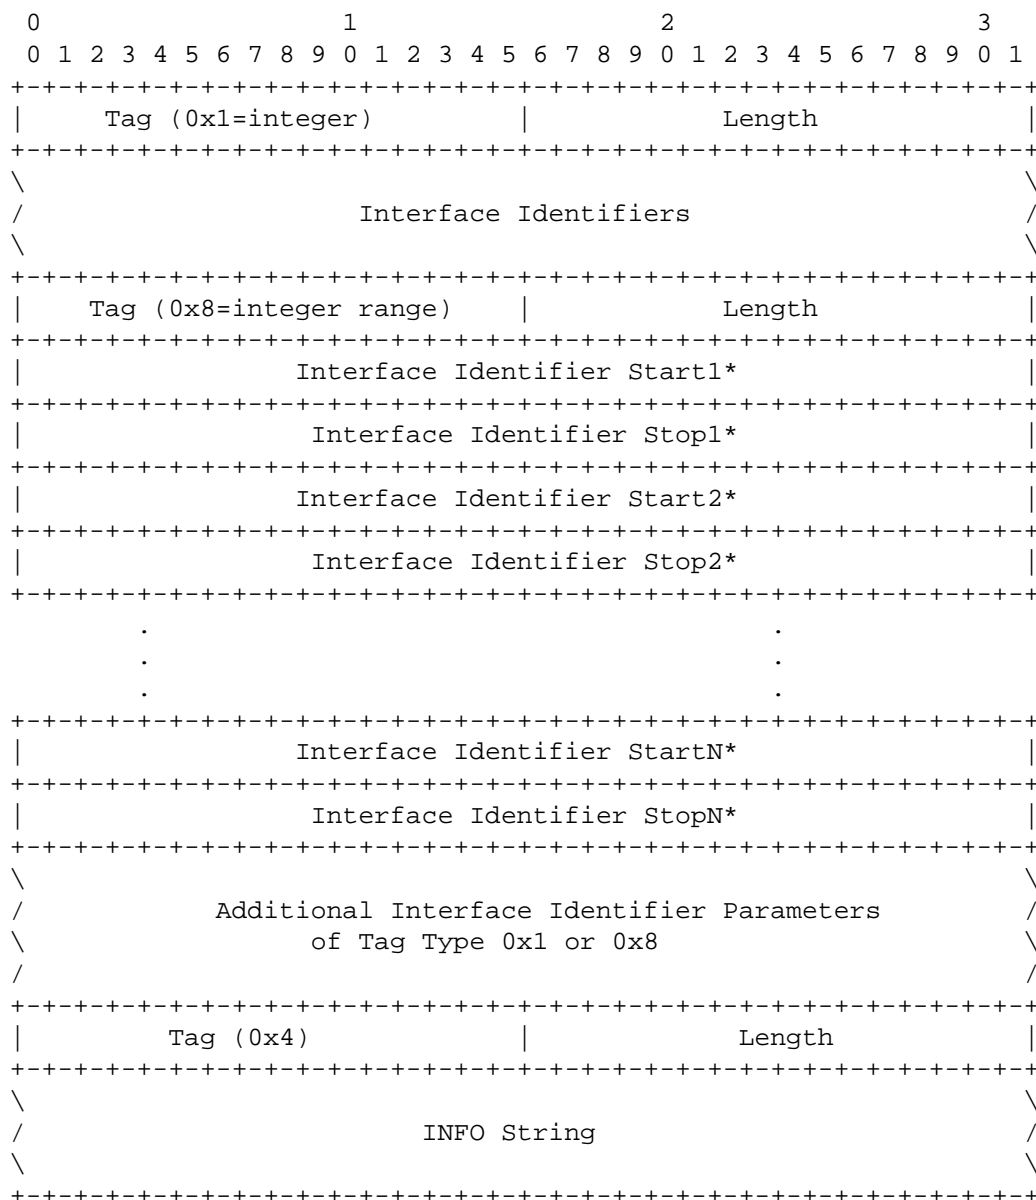 0                   1                   2                   3
 0 1 2 3 4 5 6 7 8 9 0 1 2 3 4 5 6 7 8 9 0 1 2 3 4 5 6 7 8 9 0 1
+-+-+-+-+-+-+-+-+-+-+-+-+-+-+-+-+-+-+-+-+-+-+-+-+-+-+-+-+-+-+-+-+
|     Tag (0x1=integer)         |            Length             |
+-+-+-+-+-+-+-+-+-+-+-+-+-+-+-+-+-+-+-+-+-+-+-+-+-+-+-+-+-+-+-+-+
\                                                               \
/                     Interface Identifiers                     /
\                                                               \
+-+-+-+-+-+-+-+-+-+-+-+-+-+-+-+-+-+-+-+-+-+-+-+-+-+-+-+-+-+-+-+-+
|    Tag (0x8=integer range)    |            Length             |
+-+-+-+-+-+-+-+-+-+-+-+-+-+-+-+-+-+-+-+-+-+-+-+-+-+-+-+-+-+-+-+-+
|                 Interface Identifier Start1*                  |
+-+-+-+-+-+-+-+-+-+-+-+-+-+-+-+-+-+-+-+-+-+-+-+-+-+-+-+-+-+-+-+-+
|                  Interface Identifier Stop1*                  |
+-+-+-+-+-+-+-+-+-+-+-+-+-+-+-+-+-+-+-+-+-+-+-+-+-+-+-+-+-+-+-+-+
|                 Interface Identifier Start2*                  |
+-+-+-+-+-+-+-+-+-+-+-+-+-+-+-+-+-+-+-+-+-+-+-+-+-+-+-+-+-+-+-+-+
|                  Interface Identifier Stop2*                  |
+-+-+-+-+-+-+-+-+-+-+-+-+-+-+-+-+-+-+-+-+-+-+-+-+-+-+-+-+-+-+-+-+
        .                                       .
        .                                       .
        .                                       .
+-+-+-+-+-+-+-+-+-+-+-+-+-+-+-+-+-+-+-+-+-+-+-+-+-+-+-+-+-+-+-+-+
|                 Interface Identifier StartN*                  |
+-+-+-+-+-+-+-+-+-+-+-+-+-+-+-+-+-+-+-+-+-+-+-+-+-+-+-+-+-+-+-+-+
|                  Interface Identifier StopN*                  |
+-+-+-+-+-+-+-+-+-+-+-+-+-+-+-+-+-+-+-+-+-+-+-+-+-+-+-+-+-+-+-+-+
\                                                               \
/            Additional Interface Identifier Parameters         /
\                  of Tag Type 0x1 or 0x8                       \
/                                                               /
+-+-+-+-+-+-+-+-+-+-+-+-+-+-+-+-+-+-+-+-+-+-+-+-+-+-+-+-+-+-+-+-+
|         Tag (0x4)             |             Length            |
+-+-+-+-+-+-+-+-+-+-+-+-+-+-+-+-+-+-+-+-+-+-+-+-+-+-+-+-+-+-+-+-+
\                                                               \
/                         INFO String                           /
\                                                               \
+-+-+-+-+-+-+-+-+-+-+-+-+-+-+-+-+-+-+-+-+-+-+-+-+-+-+-+-+-+-+-+-+